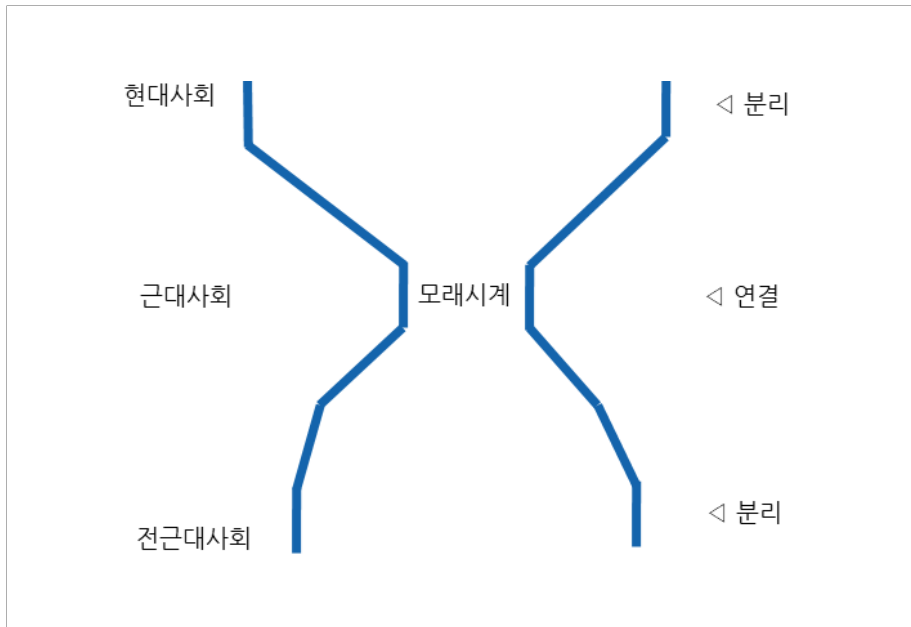 현대사회
◁ 분리
근대사회
모래시계
◁ 연결
전근대사회
◁ 분리